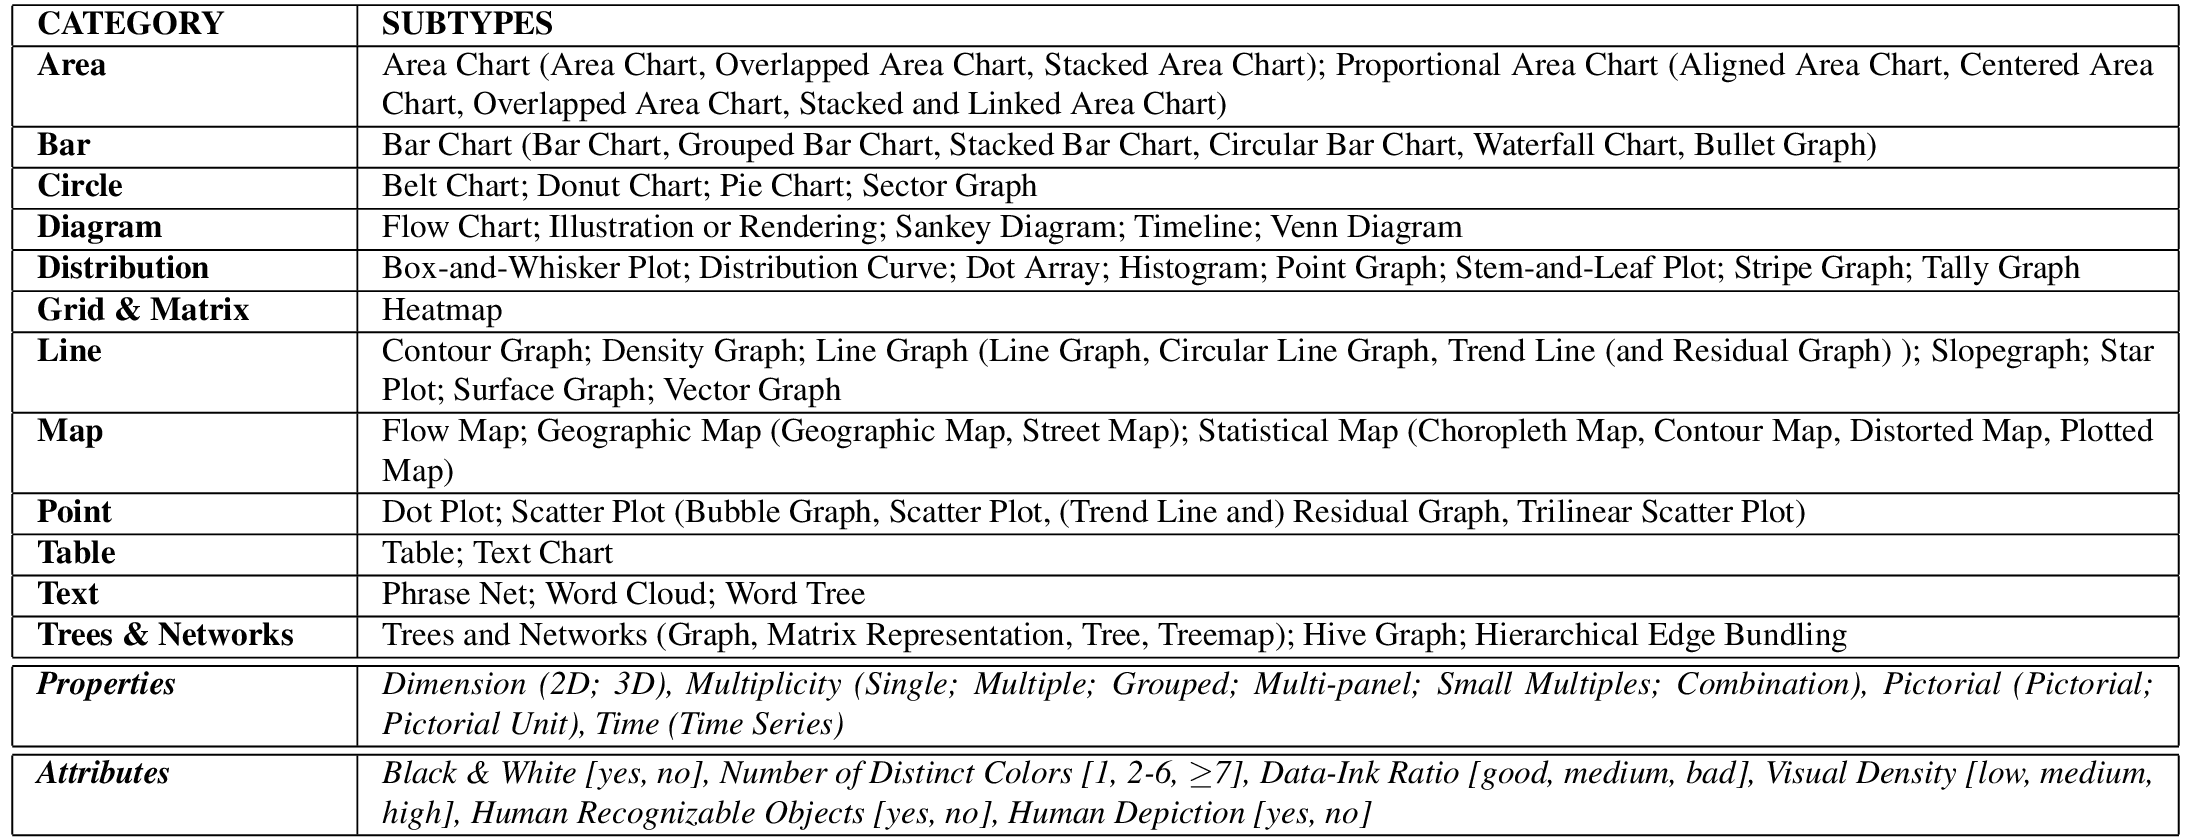 CATEGORY SUBTYPES
Area Area Chart (Area Chart, Overlapped Area Chart, Stacked Area Chart); Proportional Area Chart (Aligned Area Chart, Centered Area
Chart, Overlapped Area Chart, Stacked and Linked Area Chart)
Bar Bar Chart (Bar Chart, Grouped Bar Chart, Stacked Bar Chart, Circular Bar Chart, Waterfall Chart, Bullet Graph)
Circle Belt Chart; Donut Chart; Pie Chart; Sector Graph
Diagram Flow Chart; Illustration or Rendering; Sankey Diagram; Timeline; Venn Diagram
Distribution Box-and-Whisker Plot; Distribution Curve; Dot Array; Histogram; Point Graph; Stem-and-Leaf Plot; Stripe Graph; Tally Graph
Grid & Matrix Heatmap
Line Contour Graph; Density Graph; Line Graph (Line Graph, Circular Line Graph, Trend Line (and Residual Graph) ); Slopegraph; Star
Plot; Surface Graph; Vector Graph
Map Flow Map; Geographic Map (Geographic Map, Street Map); Statistical Map (Choropleth Map, Contour Map, Distorted Map, Plotted
Map)
Point Dot Plot; Scatter Plot (Bubble Graph, Scatter Plot, (Trend Line and) Residual Graph, Trilinear Scatter Plot)
Table Table; Text Chart
Text Phrase Net; Word Cloud; Word Tree
Trees & Networks Trees and Networks (Graph, Matrix Representation, Tree, Treemap); Hive Graph; Hierarchical Edge Bundling
Properties Dimension (2D; 3D), Multiplicity (Single; Multiple; Grouped; Multi-panel; Small Multiples; Combination), Pictorial (Pictorial;
Pictorial Unit), Time (Time Series)
Attributes Black & White [yes, no], Number of Distinct Colors [1, 2-6, ≥7], Data-Ink Ratio [good, medium, bad], Visual Density [low, medium,
high], Human Recognizable Objects [yes, no], Human Depiction [yes, no]